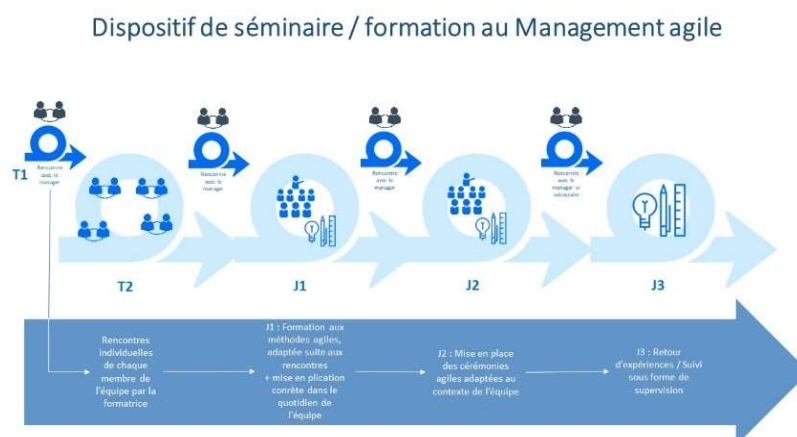 Dispositif de séminaire / formation au Management agile
T1
Rencontre
avec le
manager
Rencontre
avec le
manager
Rencontre
avec le
manager
Rencontre
avec le
manager si
nécessaire
T2
J1
J2
J3
Rencontres
individuelles
de chaque
membre de
l'équipe par la
formatrice
J1 : Formation aux
méthodes agiles,
adaptée suite aux
rencontres
+ mise en plication
conrète dans le
quotidien de
l'équipe
J2 : Mise en place
des cérémonies
agiles adaptées au
contexte de l'équipe
J3 : Retour
d'expériences / Suivi
sous forme de
supervision